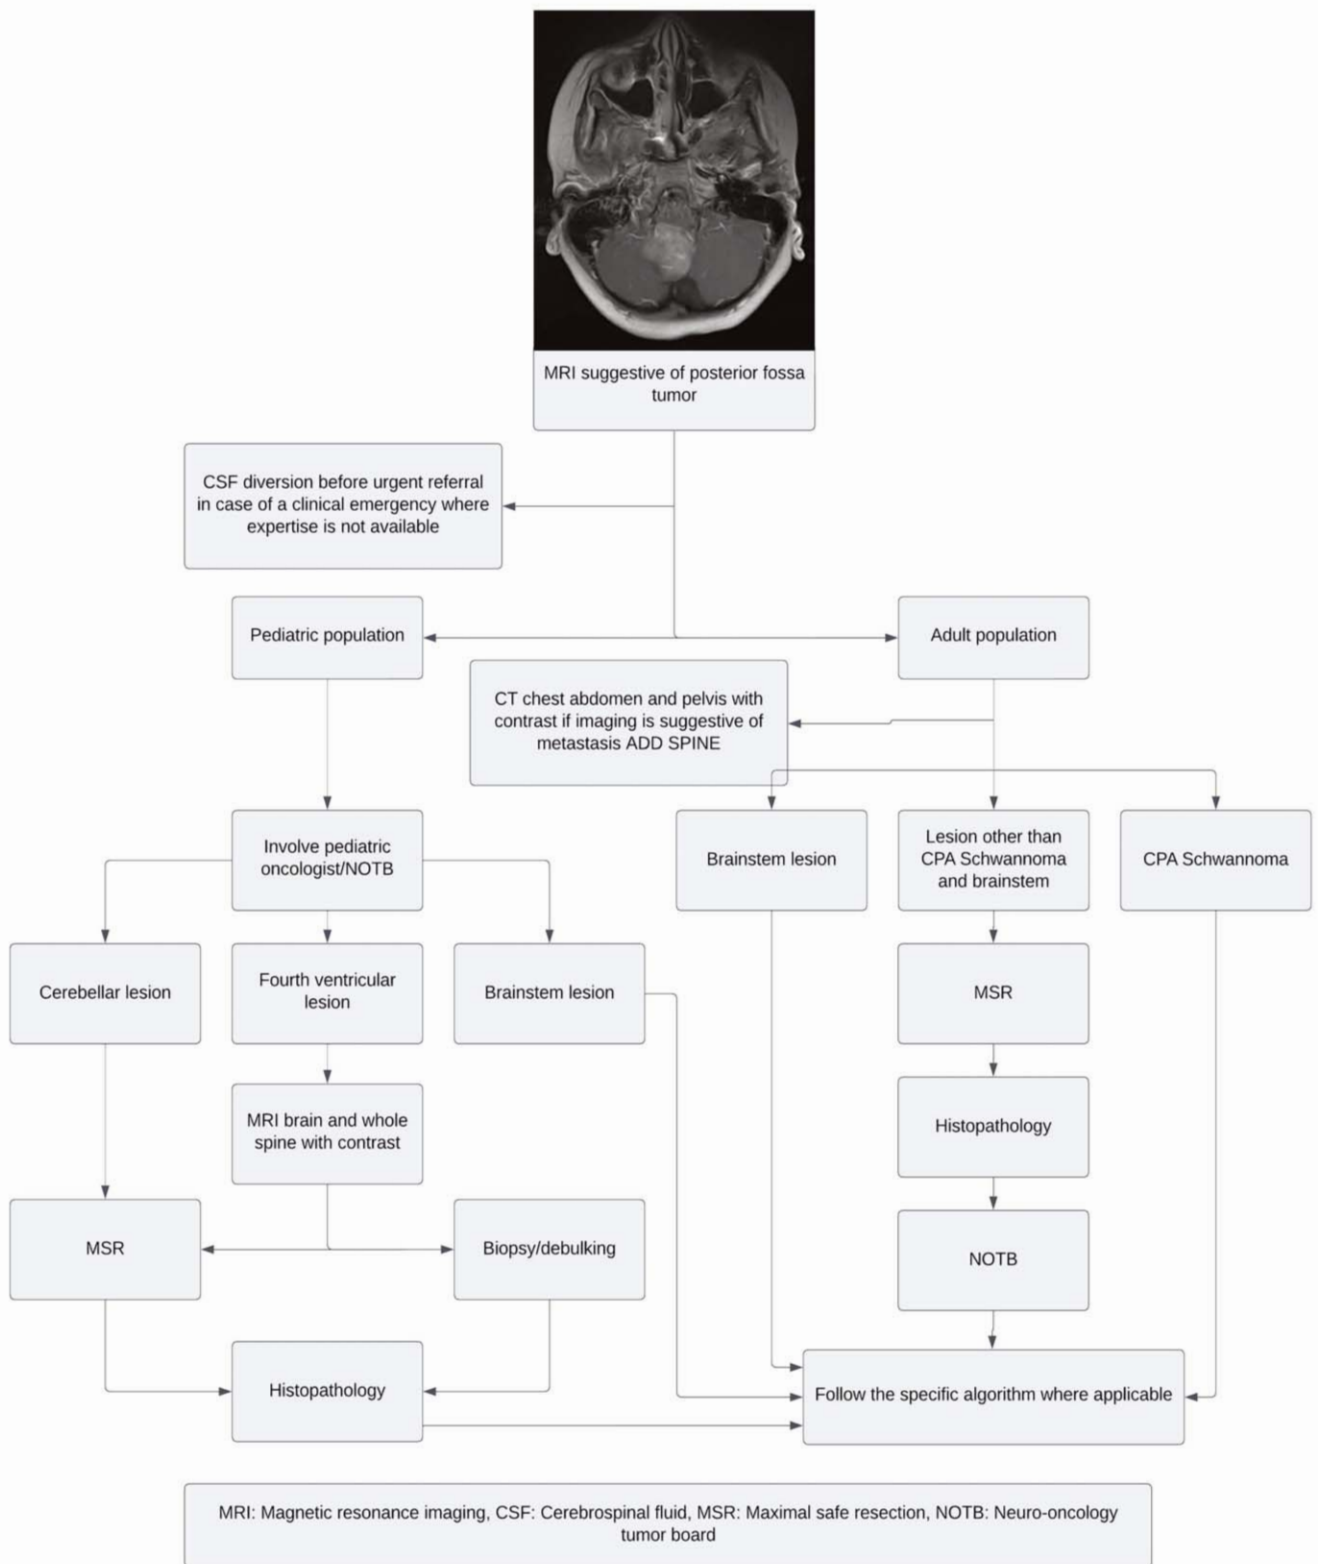 MRI suggestive of posterior fossa
tumor
CSF diversion before urgent referral
in case of a clinical emergency where
expertise is not available
Pediatric population
Adult population
CT chest abdomen and pelvis with
contrast if imaging is suggestive of
metastasis ADD SPINE
Involve pediatric
oncologist/NOTB
Brainstem lesion
Lesion other than
CPA Schwannoma
and brainstem
CPA Schwannoma
Cerebellar lesion
Fourth ventricular
lesion
Brainstem lesion
MSR
MRI brain and whole
spine with contrast
Histopathology
MSR
Biopsy/debulking
NOTB
Histopathology
Follow the specific algorithm where applicable
MRI: Magnetic resonance imaging, CSF: Cerebrospinal fluid, MSR: Maximal safe resection, NOTB: Neuro-oncology
tumor board